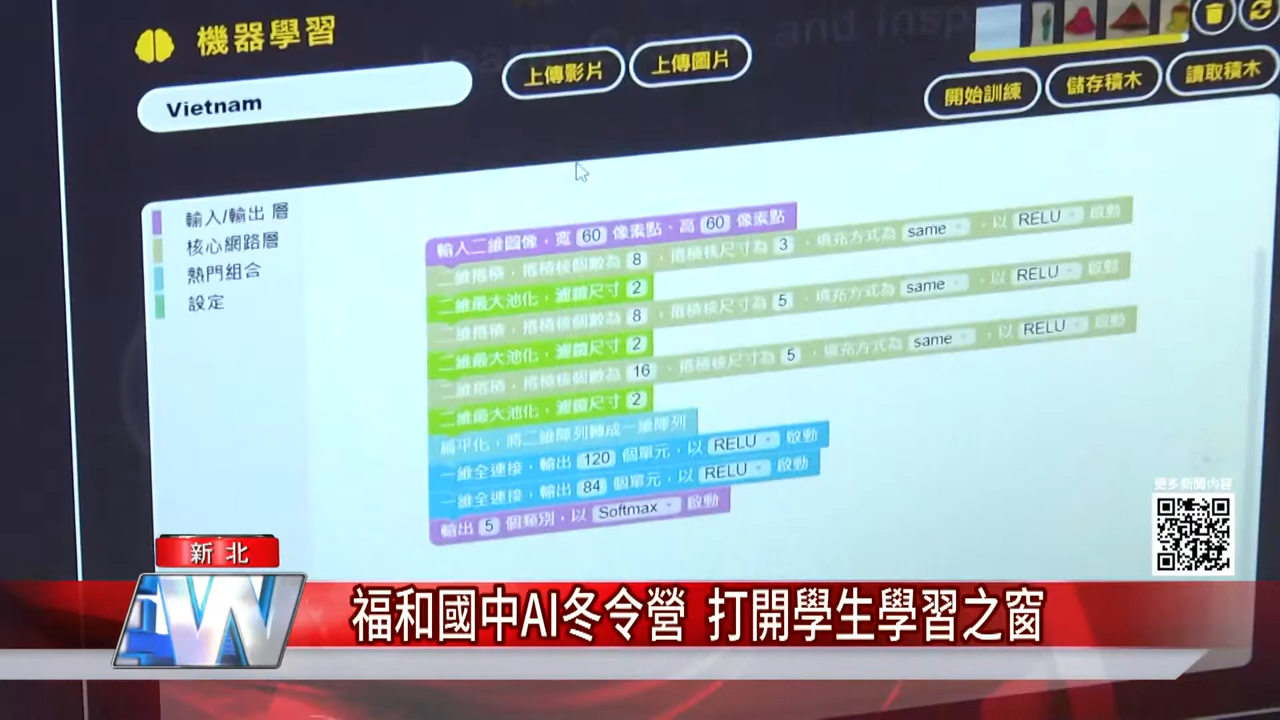 機器學習
Learn, Grow, and Insp
Vietnam
上傳影片
上傳圖片
開始訓練
儲存積木
讀取積木
輸入/輸出 層
核心網路層
熱門組合
設定
輸入二維圖像，寬 60 像素點、高 60 像素點
二維捲積，捲積核個數為 8 ，捲積核尺寸為 3 ，填充方式為 same ，以 RELU 啟動
二維最大池化，濾鏡尺寸 2
二維捲積，捲積核個數為 8 ，捲積核尺寸為 5 ，填充方式為 same ，以 RELU 啟動
二維最大池化，濾鏡尺寸 2
二維捲積，捲積核個數為 16 ，捲積核尺寸為 5 ，填充方式為 same ，以 RELU 啟動
二維最大池化，濾鏡尺寸 2
扁平化，將二維陣列轉成一維陣列
一維全連接，輸出 120 個單元，以 RELU 啟動
一維全連接，輸出 84 個單元，以 RELU 啟動
輸出 5 個類別，以 Softmax 啟動
更多新聞內容
新北
W
福和國中AI冬令營 打開學生學習之窗